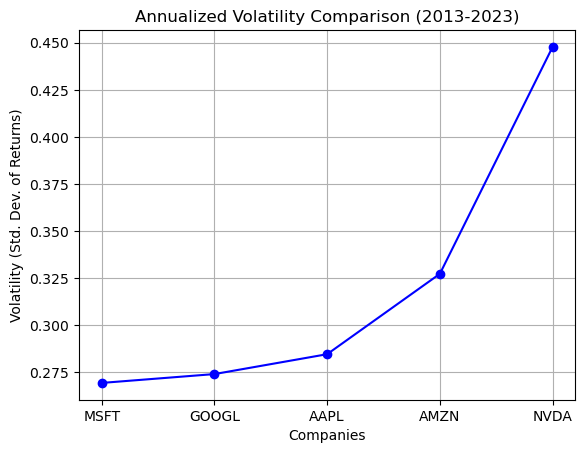 Annualized Volatility Comparison (2013-2023)
Volatility (Std. Dev. of Returns)
0.450
0.425
0.400
0.375
0.350
0.325
0.300
0.275
MSFT GOOGL AAPL AMZN NVDA
Companies